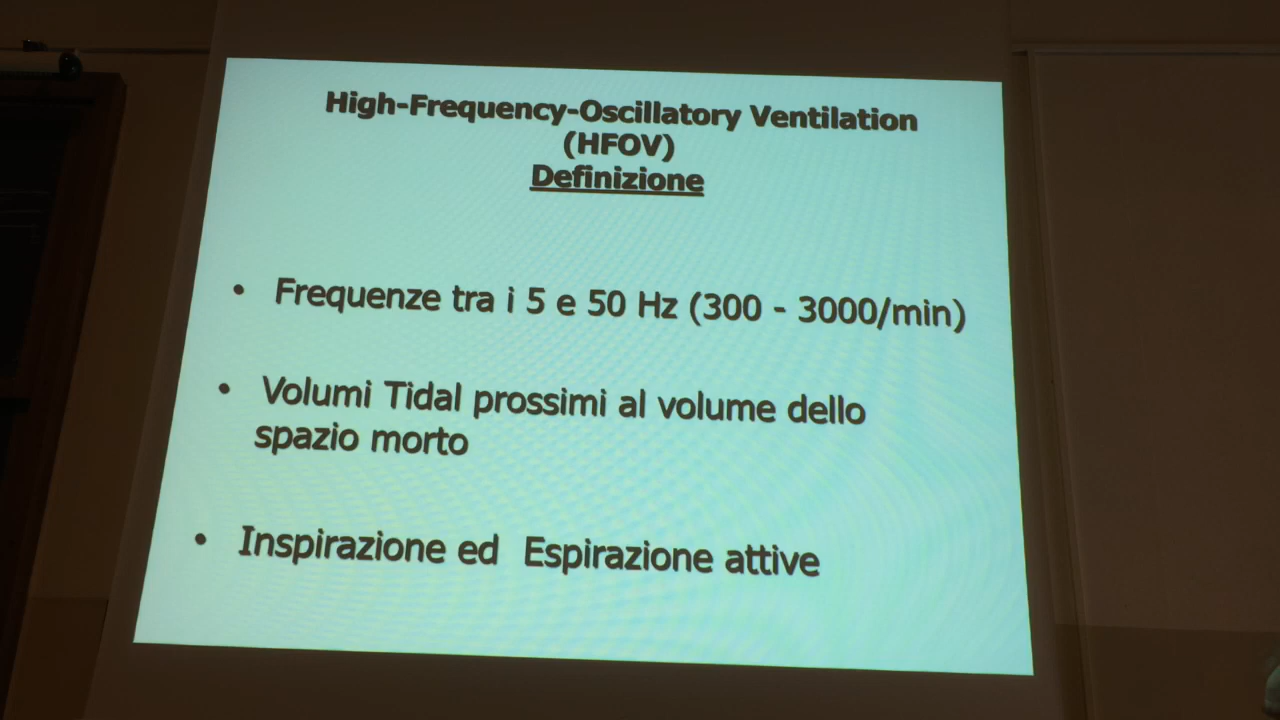 High-Frequency-Oscillatory Ventilation
(HFOV)
Definizione
• Frequenze tra i 5 e 50 Hz (300 - 3000/min)
• Volumi Tidal prossimi al volume dello
spazio morto
• Inspirazione ed Espirazione attive